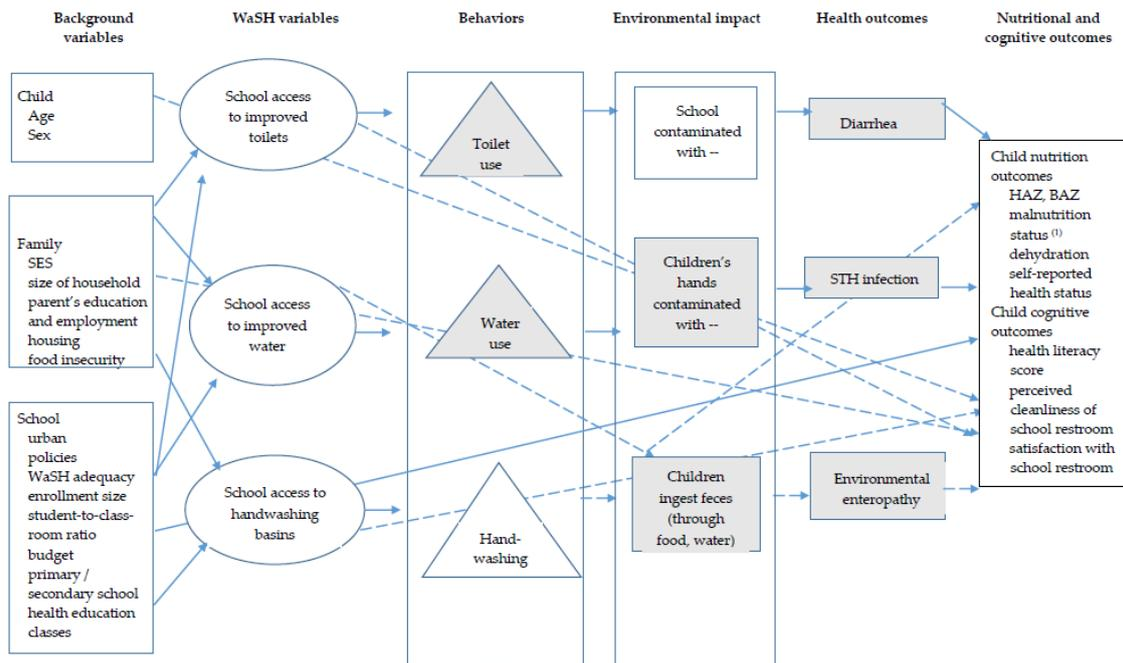 Background
variables
WaSH variables
Behaviors
Environmental impact
Health outcomes
Nutritional and
cognitive outcomes
Child
Age
Sex
Family
SES
size of household
parent's education
and employment
housing
food insecurity
School
urban
policies
WaSH adequacy
enrollment size
student-to-class-
room ratio
budget
primary /
secondary school
health education
classes
School access
to improved
toilets
School access
to improved
water
School access to
handwashing
basins
Toilet
use
Water
use
Hand-
washing
School
contaminated
with --
Children's
hands
contaminated
with --
Children
ingest feces
(through
food, water)
Diarrhea
STH infection
Environmental
enteropathy
Child nutrition
outcomes
HAZ, BAZ
malnutrition
status (1)
dehydration
self-reported
health status
Child cognitive
outcomes
health literacy
score
perceived
cleanliness of
school restroom
satisfaction with
school restroom